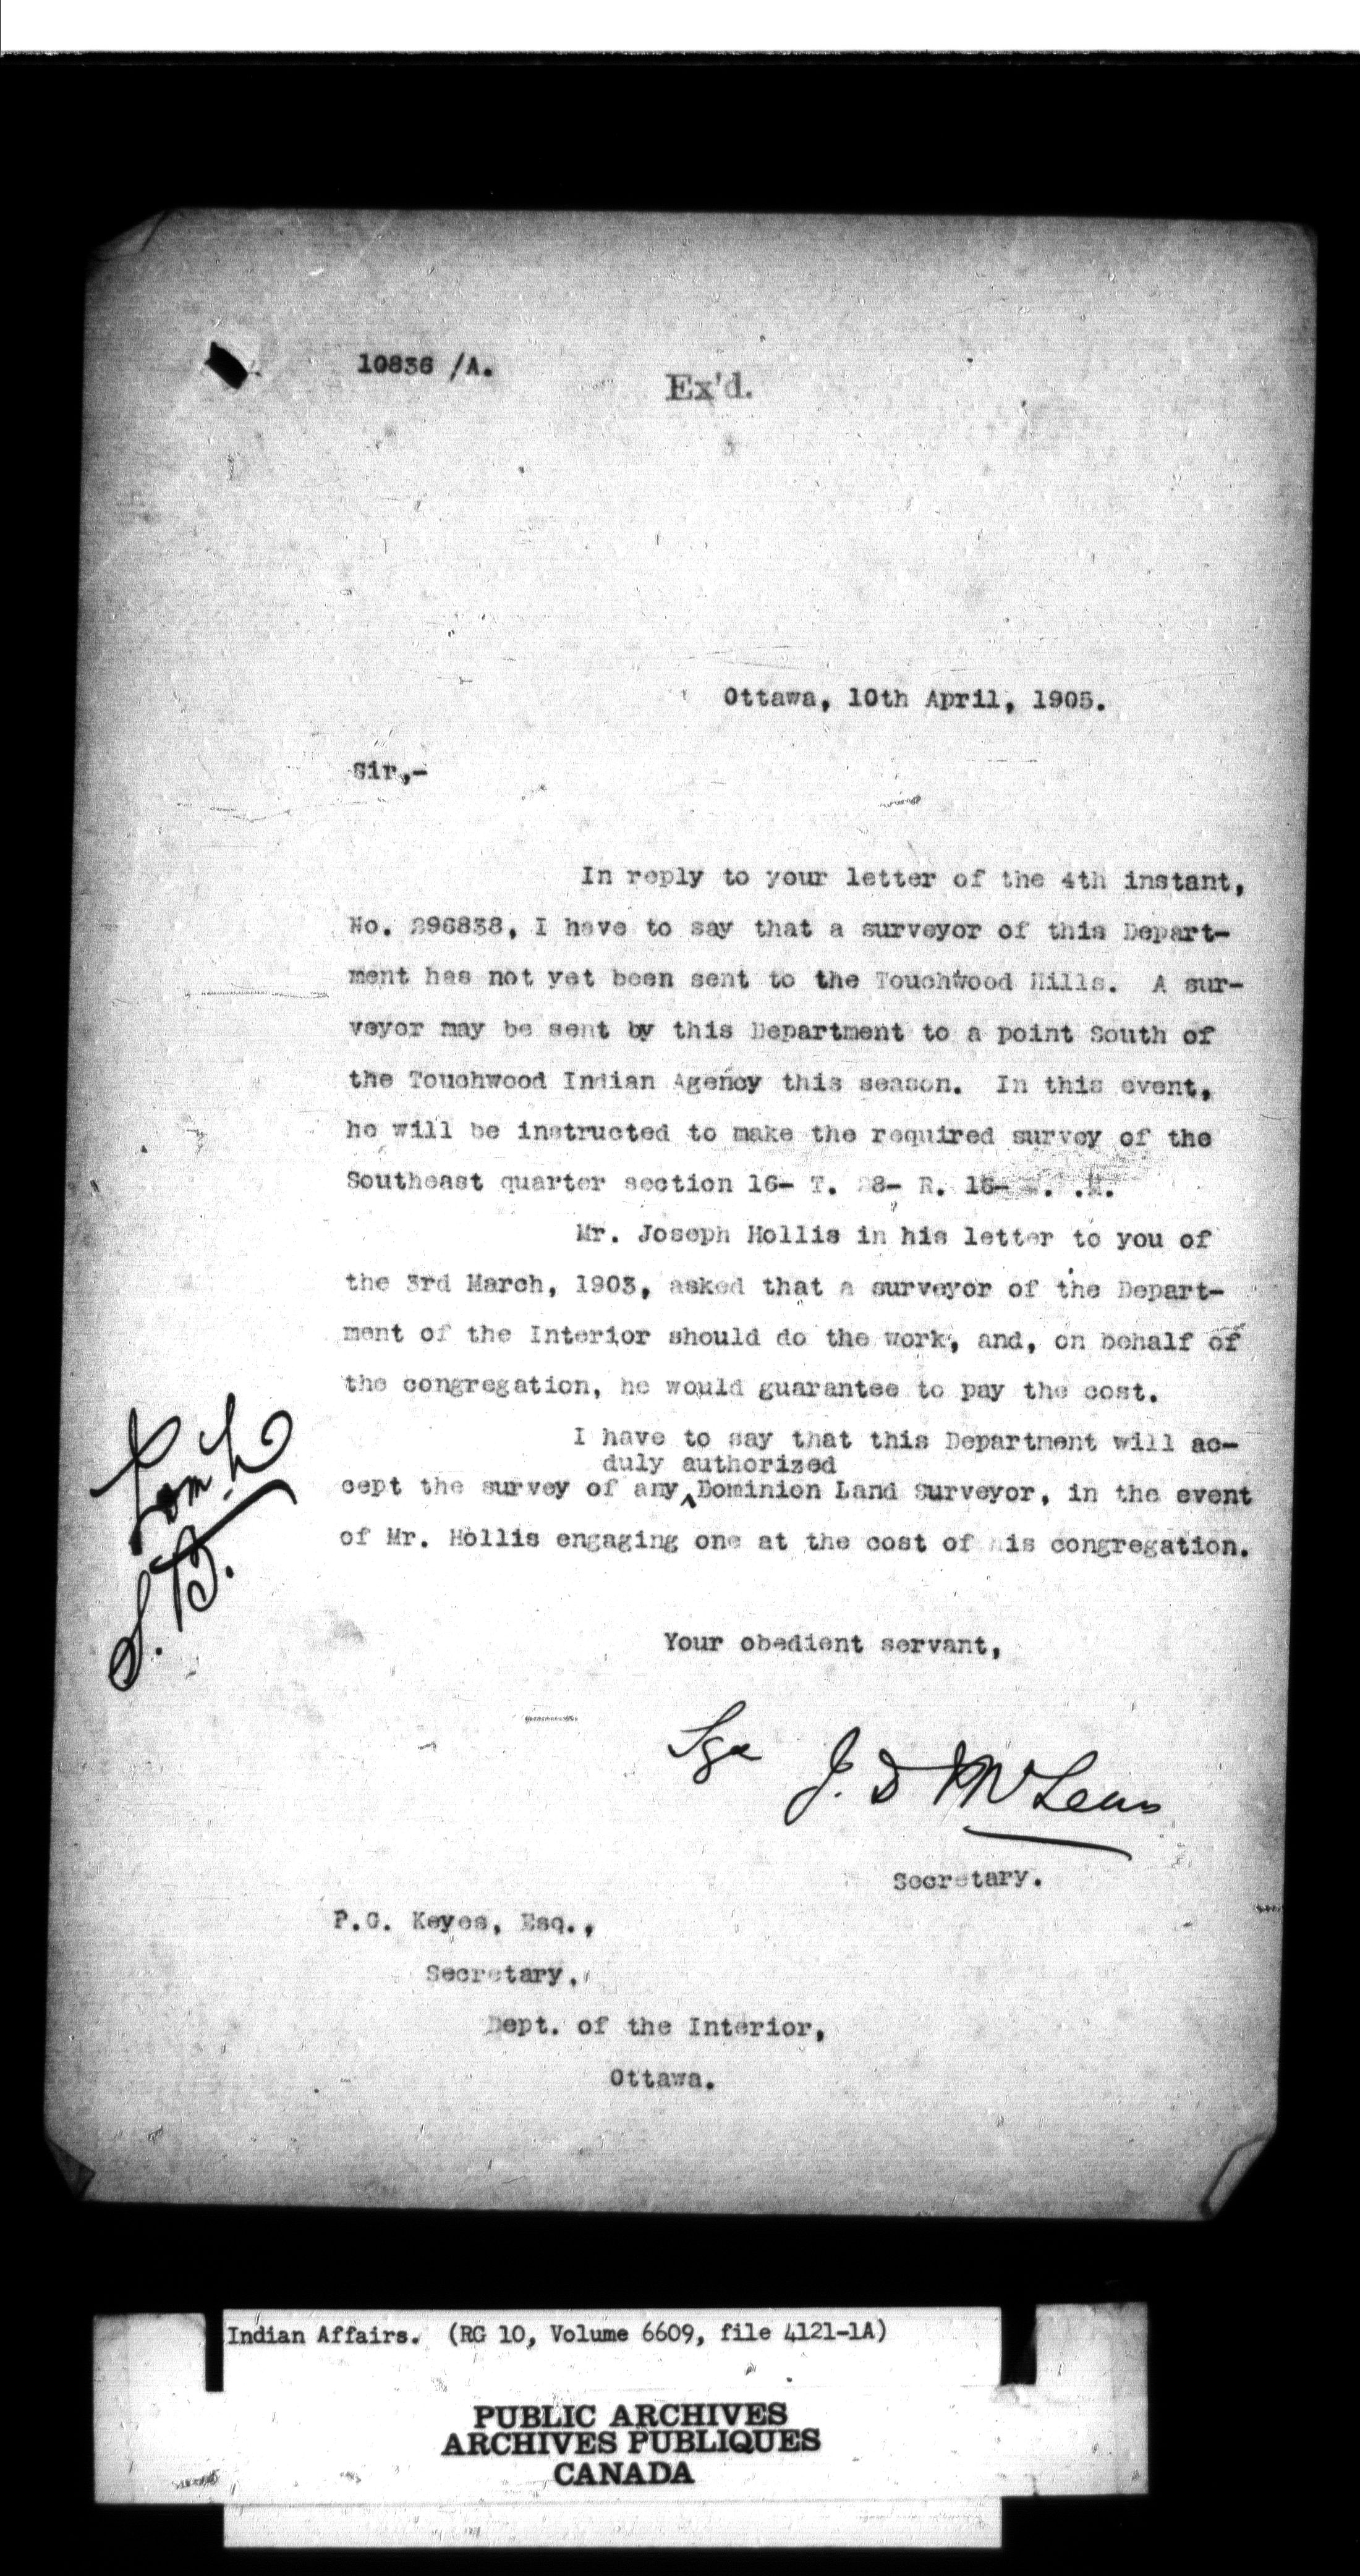 10836 /A.
Ex'd.
Ottawa, 10th April, 1905.
Sir,-
In reply to your letter of the 4th instant,
No. 296838, I have to say that a surveyor of this Depart-
ment has not yet been sent to the Touchwood Hills. A sur-
veyor may be sent by this Department to a point South of
the Touchwood Indian Agency this season. In this event,
he will be instructed to make the required survey of the
Southeast quarter section 16- T. 28- R. 16-
Mr. Joseph Hollis in his letter to you of
the 3rd March, 1903, asked that a surveyor of the Depart-
ment of the Interior should do the work, and, on behalf of
the congregation, he would guarantee to pay the cost.
I have to say that this Department will ac-
duly authorized
cept the survey of any ^ Dominion Land Surveyor, in the event
of Mr. Hollis engaging one at the cost of his congregation.
S.B.
Your obedient servant,
Sgd J. D McLean
Secretary.
P.G. Keyes, Esq.,
Secretary,
Dept. of the Interior,
Ottawa.
Indian Affairs. (RG 10, Volume 6609, file 4121-1A)
PUBLIC ARCHIVES
ARCHIVES PUBLIQUES
CANADA